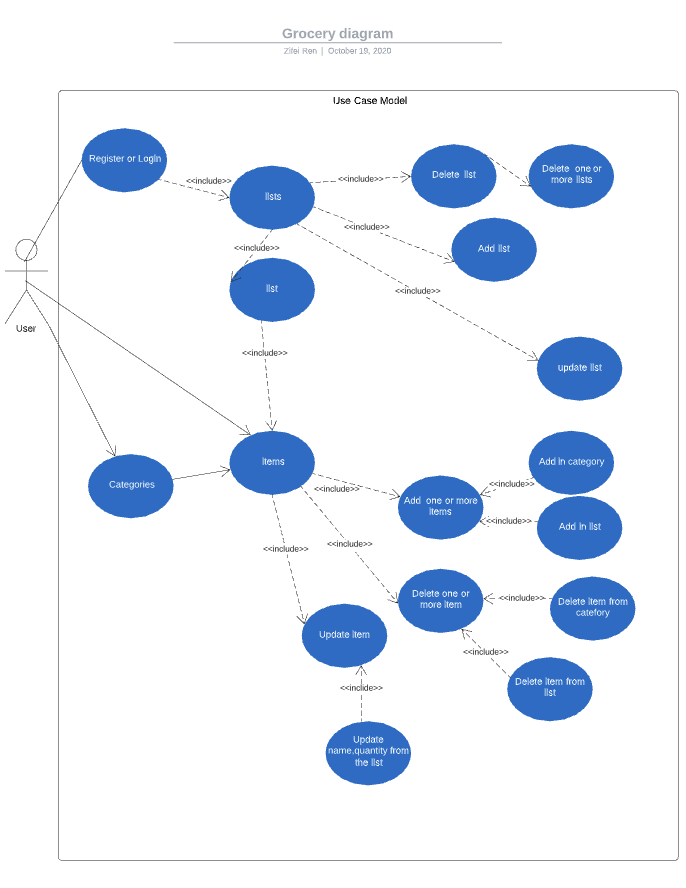 Grocery diagram
Zifei Ren | October 19, 2020
Use Case Model
Register or LogIn
<<include>>
lists
<<include>>
Delete list
Delete one or
more lists
<<include>>
Add list
<<include>>
list
<<include>>
update list
User
<<include>>
Items
Categories
<<include>>
Add one or more
items
<<include>>
Add in category
<<include>>
Add in list
<<include>>
<<include>>
Delete one or
more item
<<include>>
Delete item from
catefory
Update item
<<include>>
Delete item from
list
<<include>>
Update
name,quantity from
the list